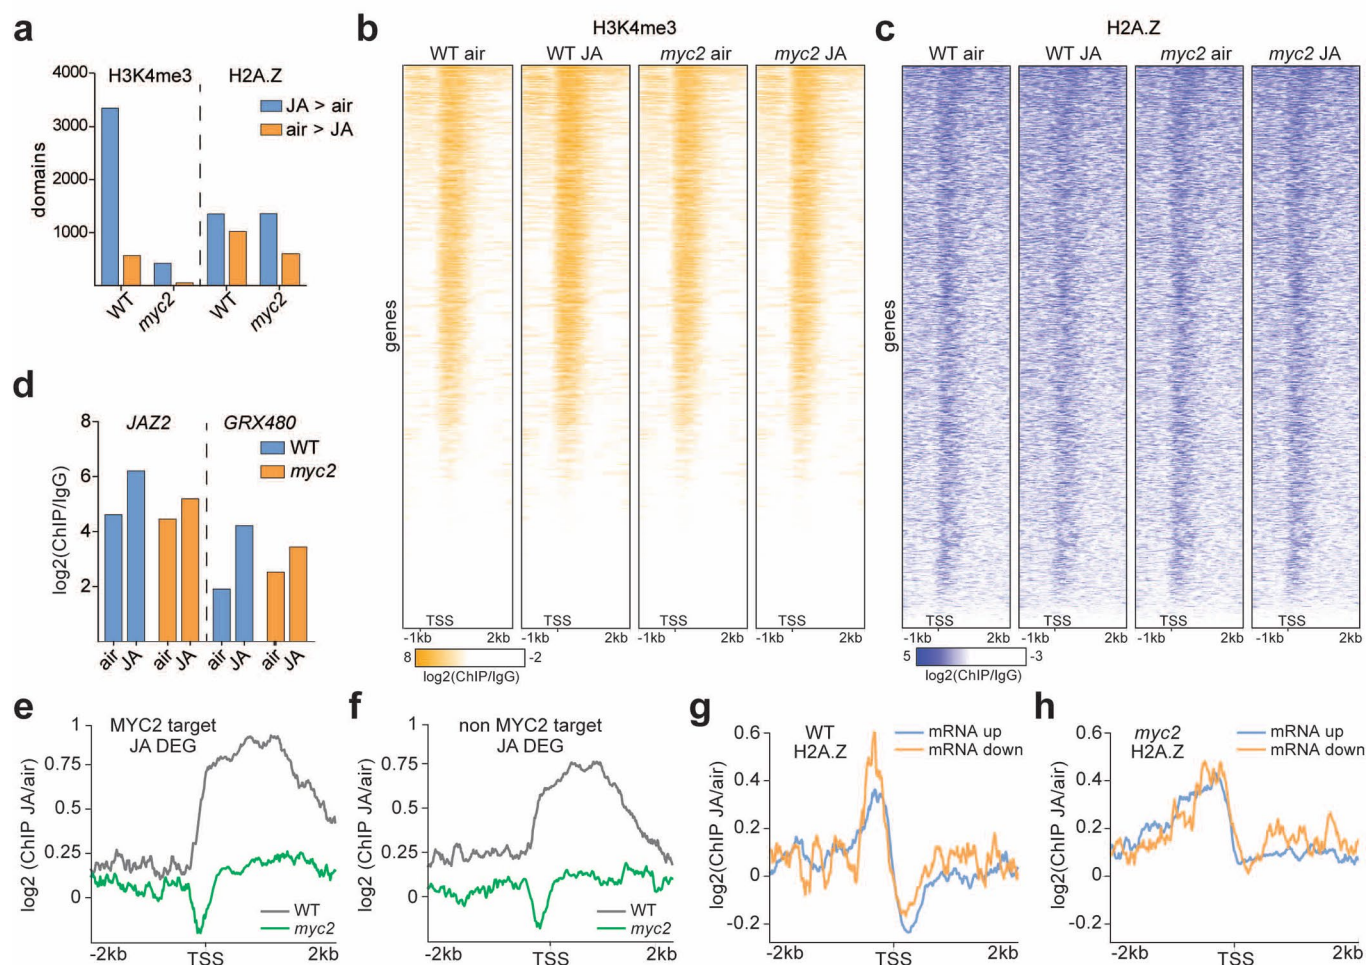 a
H3K4me3
H2A.Z
4000
3000
2000
1000
domains
JA > air
air > JA
WT
myc2
WT
myc2
b
H3K4me3
WT air
WT JA
myc2 air
myc2 JA
genes
TSS
TSS
TSS
TSS
-1kb
2kb
-1kb
2kb
-1kb
2kb
-1kb
2kb
8
-2
log2(ChIP/IgG)
c
H2A.Z
WT air
WT JA
myc2 air
myc2 JA
genes
TSS
TSS
TSS
TSS
-1kb
2kb
-1kb
2kb
-1kb
2kb
-1kb
2kb
5
-3
log2(ChIP/IgG)
d
JAZ2
GRX480
8
6
4
2
log2(ChIP/IgG)
WT
myc2
air
JA
air
JA
air
JA
air
JA
e
MYC2 target
JA DEG
1
0.75
0.5
0.25
0
log2 (ChIP JA/air)
WT
myc2
-2kb
TSS
2kb
f
non MYC2 target
JA DEG
1
0.75
0.5
0.25
0
log2 (ChIP JA/air)
WT
myc2
-2kb
TSS
2kb
g
WT
H2A.Z
mRNA up
mRNA down
0.6
0.4
0.2
0
-0.2
log2(ChIP JA/air)
-2kb
TSS
2kb
h
myc2
H2A.Z
mRNA up
mRNA down
0.6
0.4
0.2
0
-0.2
log2(ChIP JA/air)
-2kb
TSS
2kb